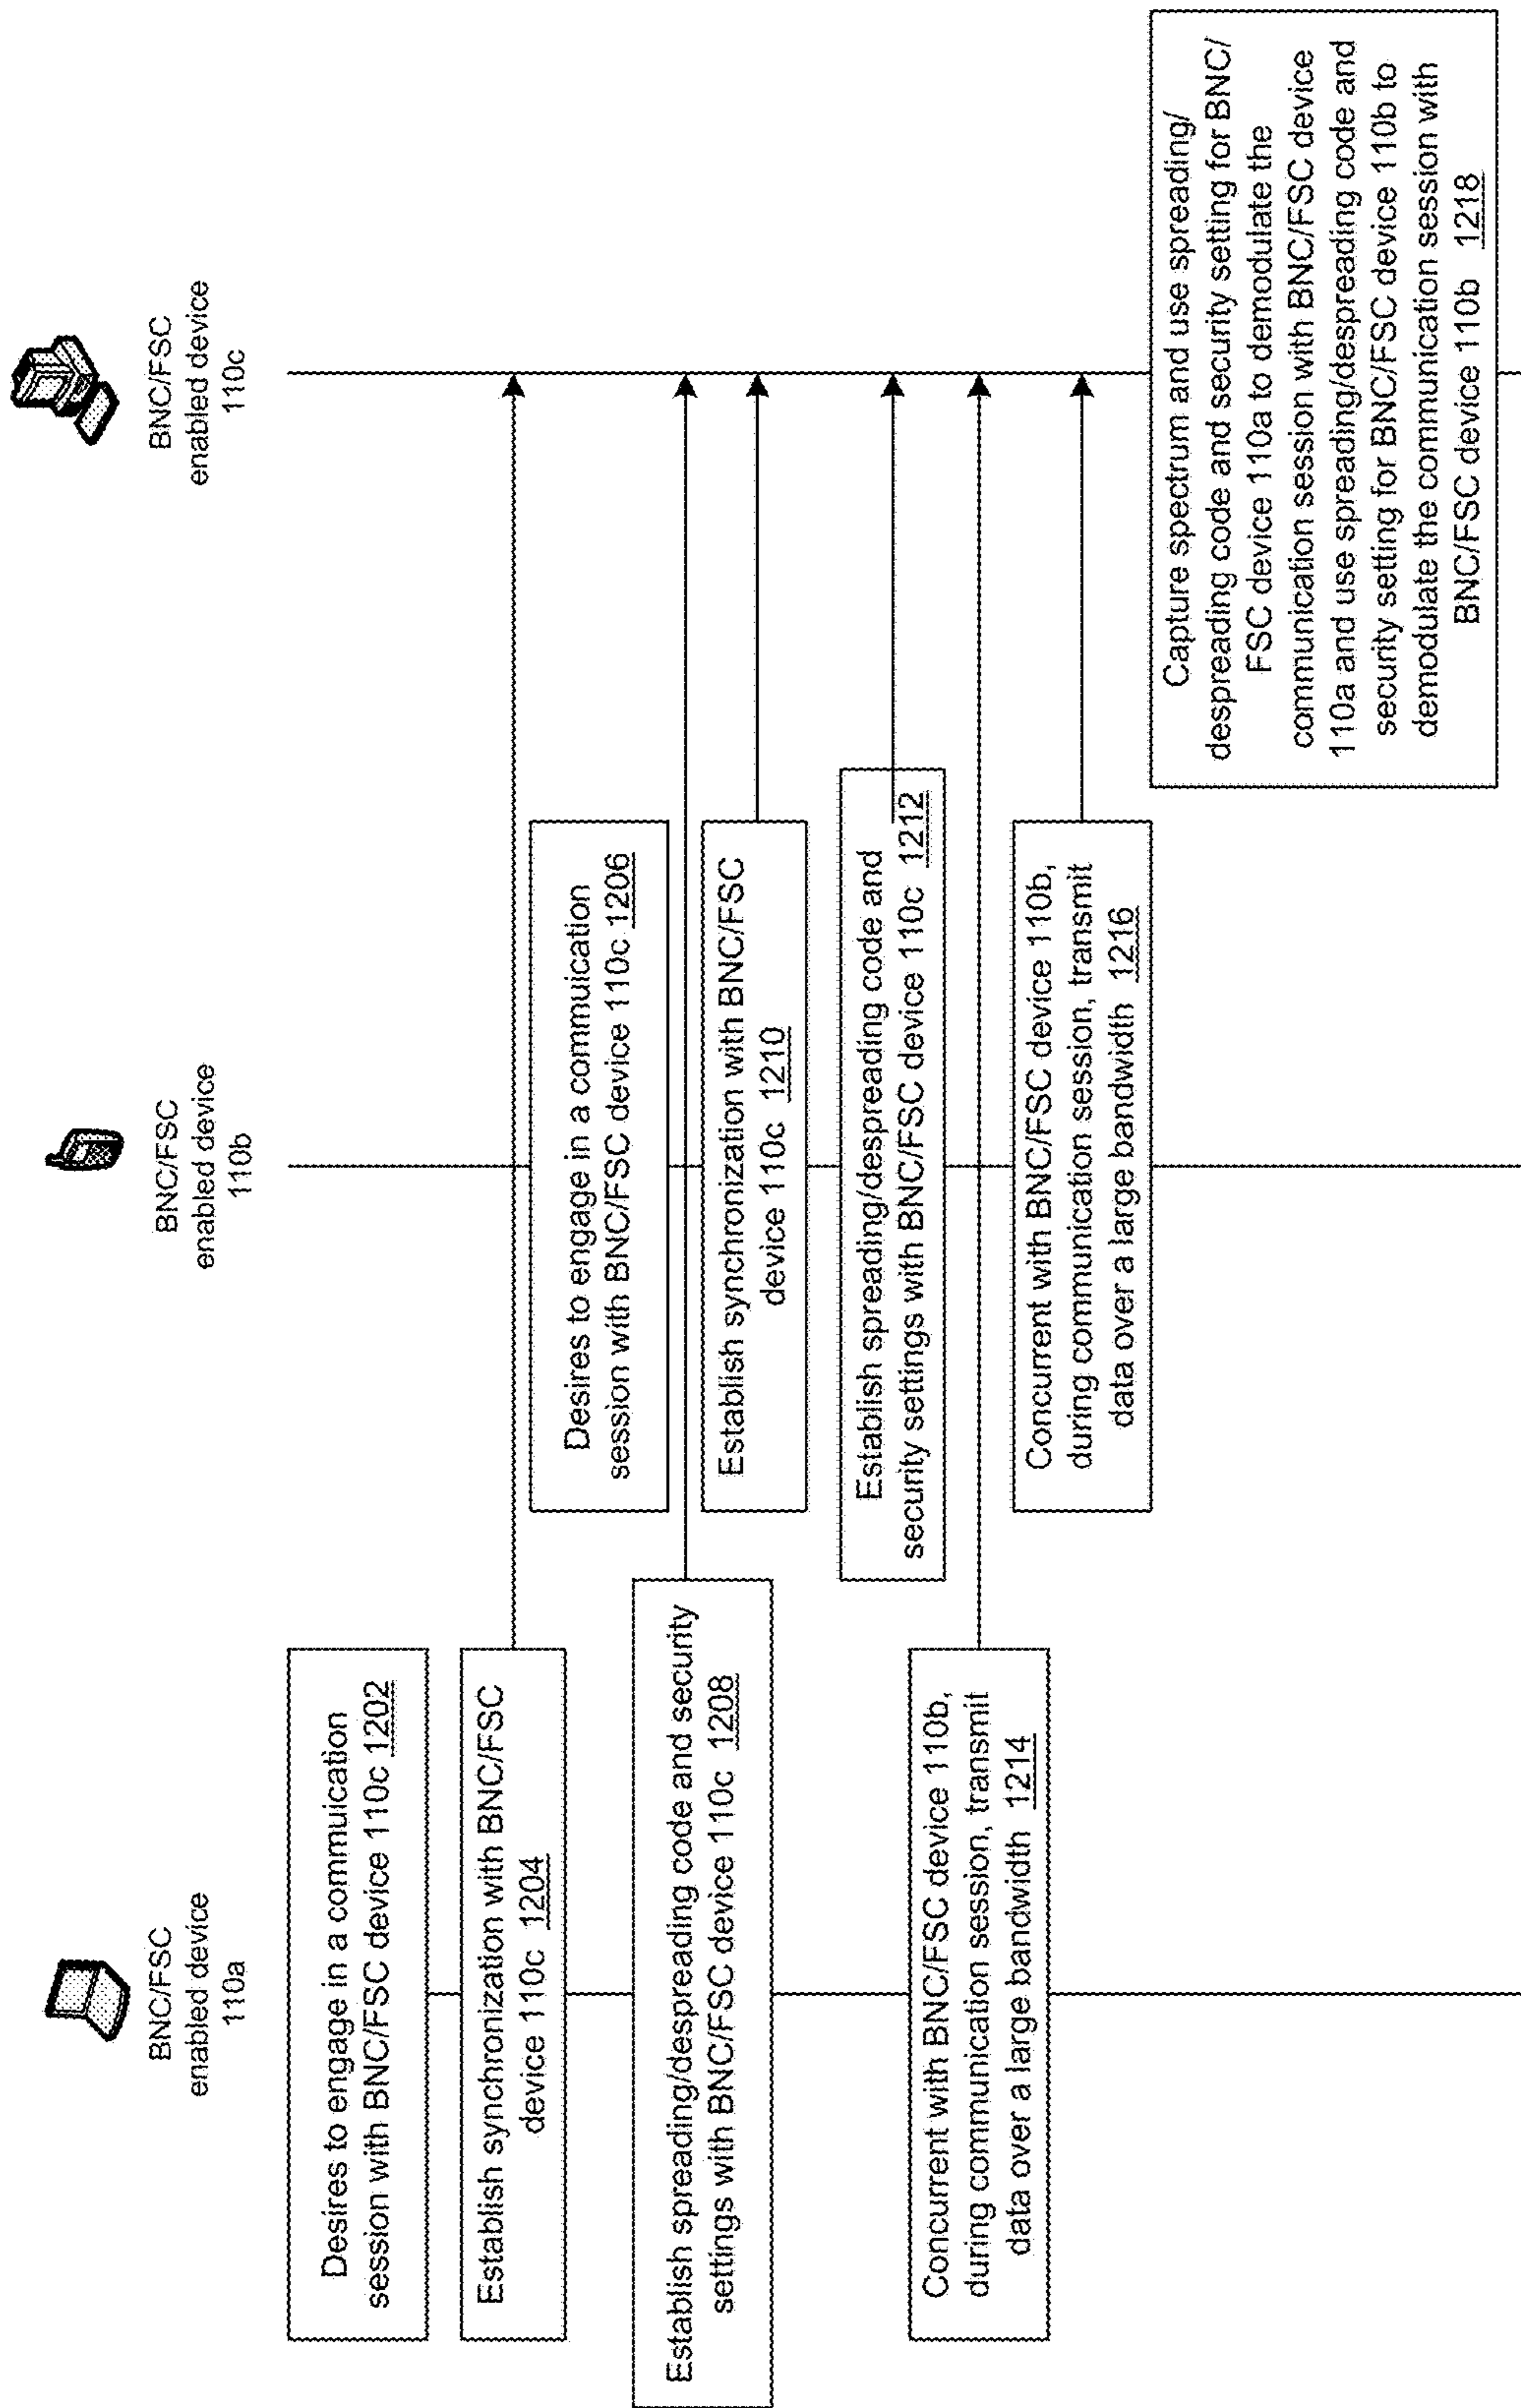 BNC/FSC
enabled device
110a
BNC/FSC
enabled device
110b
BNC/FSC
enabled device
110c
Desires to engage in a commuication
session with BNC/FSC device 110c 1202
Establish synchronization with BNC/FSC
device 110c 1204
Desires to engage in a commuication
session with BNC/FSC device 110c 1206
Establish spreading/despreading code and security
settings with BNC/FSC device 110c 1208
Establish synchronization with BNC/FSC
device 110c 1210
Establish spreading/despreading code and
security settings with BNC/FSC device 110c 1212
Concurrent with BNC/FSC device 110b,
during communication session, transmit
data over a large bandwidth 1214
Concurrent with BNC/FSC device 110b,
during communication session, transmit
data over a large bandwidth 1216
Capture spectrum and use spreading/
despreading code and security setting for BNC/
FSC device 110a to demodulate the
communication session with BNC/FSC device
110a and use spreading/despreading code and
security setting for BNC/FSC device 110b to
demodulate the communication session with
BNC/FSC device 110b 1218